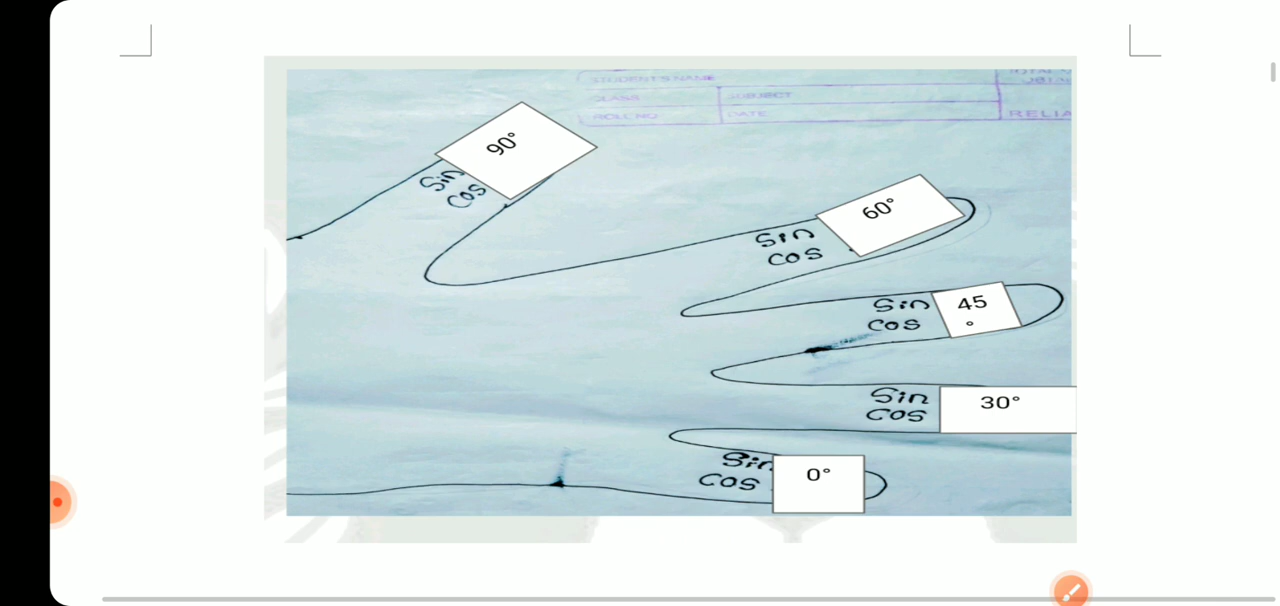 STUDENT'S NAME
CLASS
SUBJECT
ROLL NO
DATE
RELIA
90°
Sin
Cos
60°
Sin
Cos
45
°
Sin
Cos
30°
Sin
Cos
0°
Sin
Cos